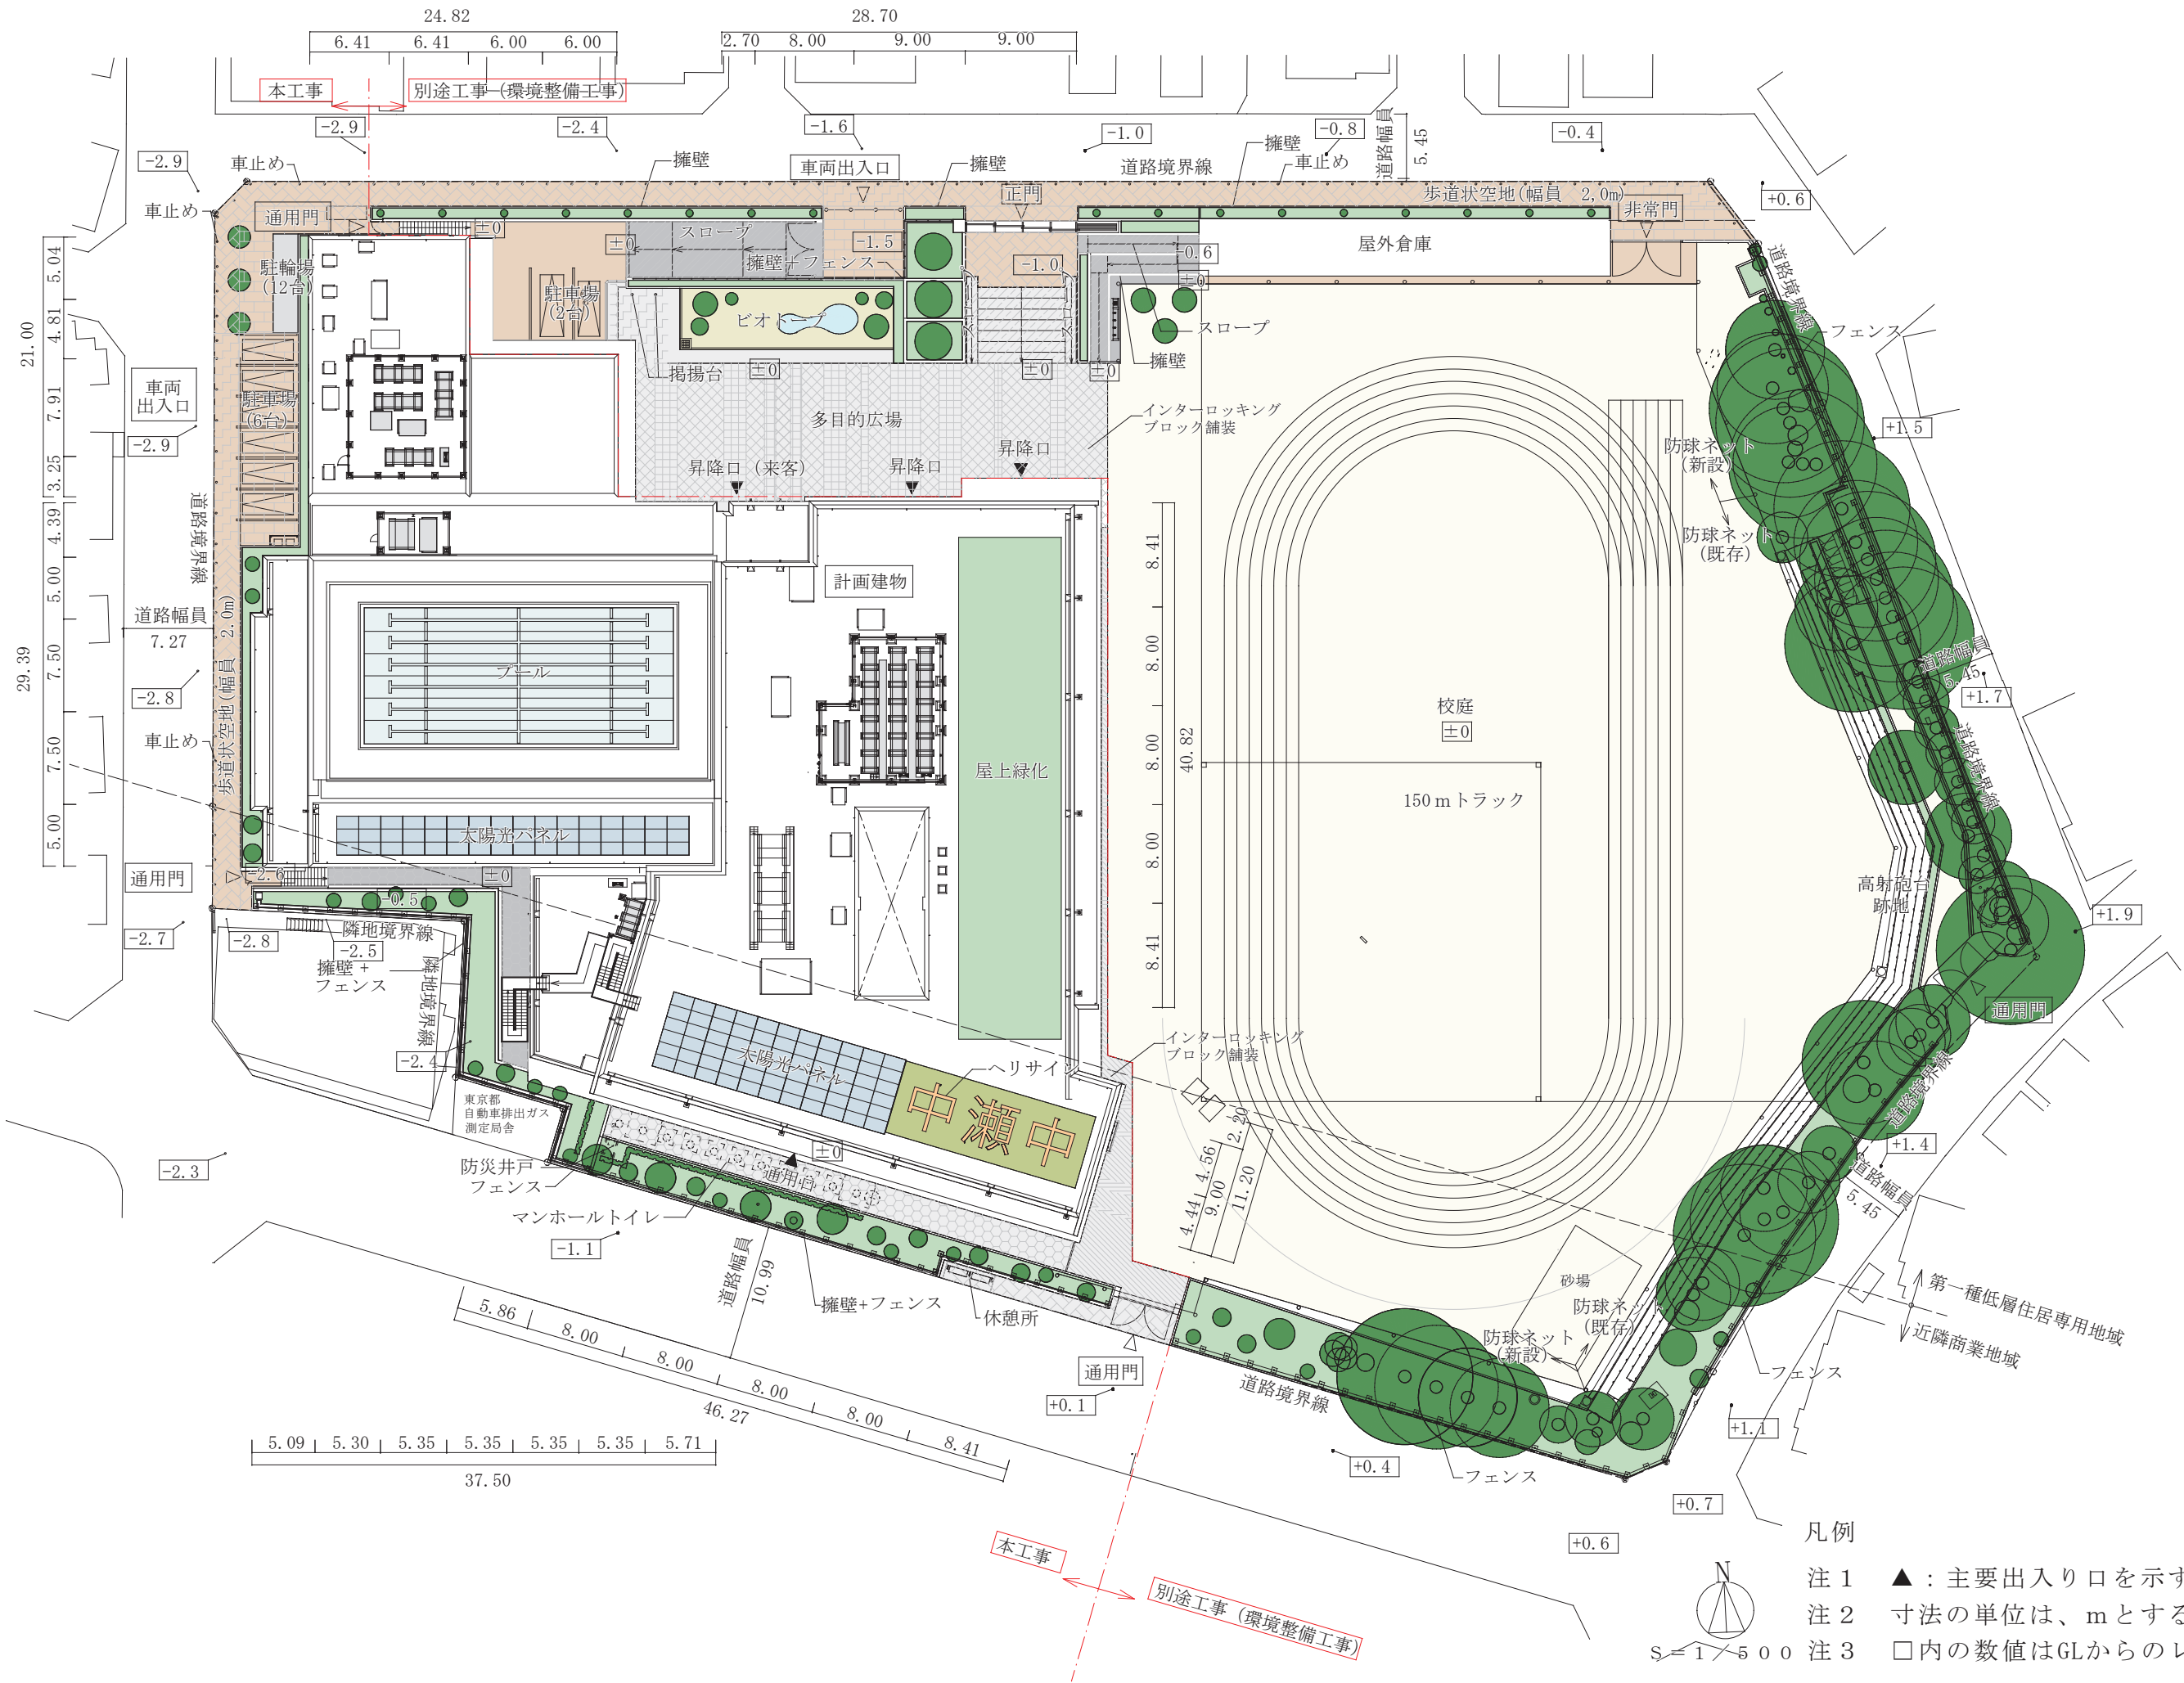 24.82
28.70
6.41
6.41
6.00
6.00
2.70
8.00
9.00
9.00
本工事
別途工事(環境整備工事)
-2.9
-2.4
-1.6
-1.0
-0.8
-0.4
道路幅員
5.45
-2.9
車止め
擁壁
車両出入口
擁壁
道路境界線
擁壁
車止め
歩道状空地(幅員 2,0m)
+0.6
車止め
通用門
正門
非常門
±0
±0
スロープ
-1.5
擁壁+フェンス
-1.0
-0.6
±0
屋外倉庫
道路境界線
駐輪場
(12台)
駐車場
(2台)
ビオトープ
スロープ
フェンス
掲揚台
±0
±0
±0
擁壁
5.04
4.81
21.00
7.91
3.25
4.39
5.00
29.39
7.50
7.50
5.00
車両
出入口
-2.9
駐車場
(6台)
多目的広場
インターロッキング
ブロック舗装
昇降口 (来客)
昇降口
昇降口
+1.5
防球ネット
(新設)
防球ネット
(既存)
道路境界線
道路幅員
7.27
歩道状空地(幅員 2.0m)
-2.8
車止め
計画建物
プール
屋上緑化
太陽光パネル
8.41
8.00
8.00
40.82
8.00
8.41
校庭
±0
150mトラック
道路幅員
5.45
+1.7
道路境界線
高射砲台
跡地
+1.9
通用門
通用門
-2.6
±0
-0.5
-2.7
-2.8
隣地境界線
-2.5
擁壁+
フェンス
隣地境界線
-2.4
東京都
自動車排出ガス
測定局舎
太陽光パネル
ヘリサイン
中瀬中
インターロッキング
ブロック舗装
道路境界線
+1.4
道路幅員
5.45
-2.3
防災井戸
フェンス
±0
通用口
マンホールトイレ
-1.1
道路幅員
10.99
擁壁+フェンス
休憩所
通用門
+0.1
4.44
4.56
2.20
9.00
11.20
砂場
防球ネット
(既存)
防球ネット
(新設)
第一種低層住居専用地域
近隣商業地域
フェンス
道路境界線
+1.1
+0.4
フェンス
+0.7
+0.6
5.86
8.00
8.00
8.00
8.00
8.41
46.27
5.09
5.30
5.35
5.35
5.35
5.35
5.71
37.50
本工事
別途工事(環境整備工事)
凡例
N
S=1/500
注1 ▲:主要出入り口を示す
注2 寸法の単位は、mとする
注3 □内の数値はGLからのレ